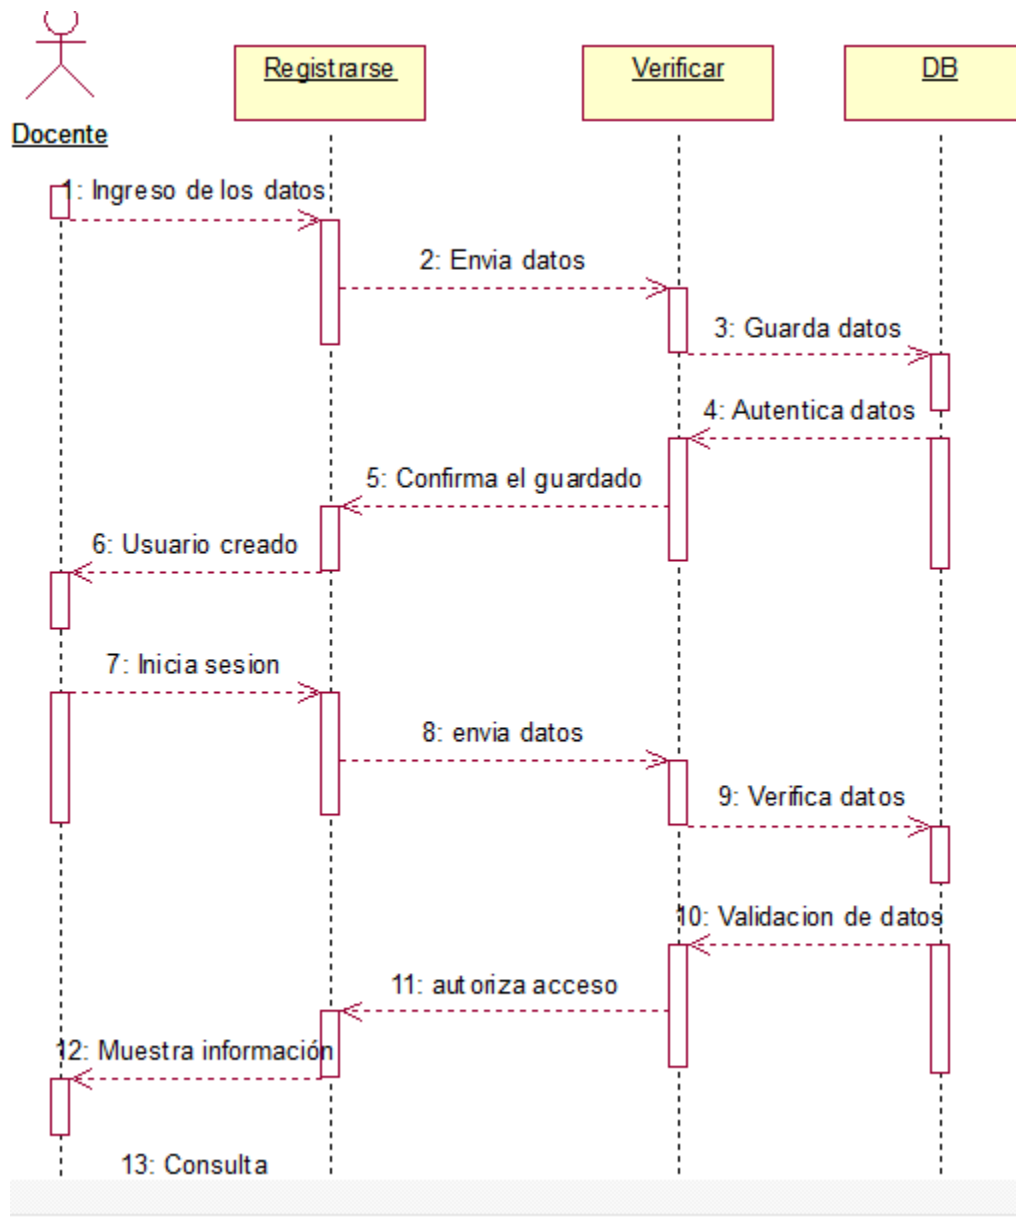 Registrarse
Verificar
DB
Docente
1: Ingreso de los datos
2: Envia datos
3: Guarda datos
4: Autentica datos
5: Confirma el guardado
6: Usuario creado
7: Inicia sesion
8: envia datos
9: Verifica datos
10: Validacion de datos
11: autoriza acceso
12: Muestra información
13: Consulta